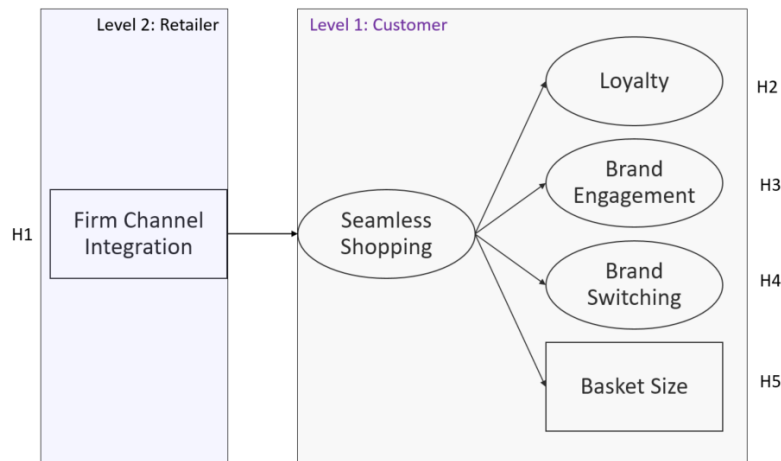 Level 2: Retailer
Level 1: Customer
Loyalty
H2
Brand
Engagement
H3
H1
Firm Channel
Integration
Seamless
Shopping
Brand
Switching
H4
Basket Size
H5